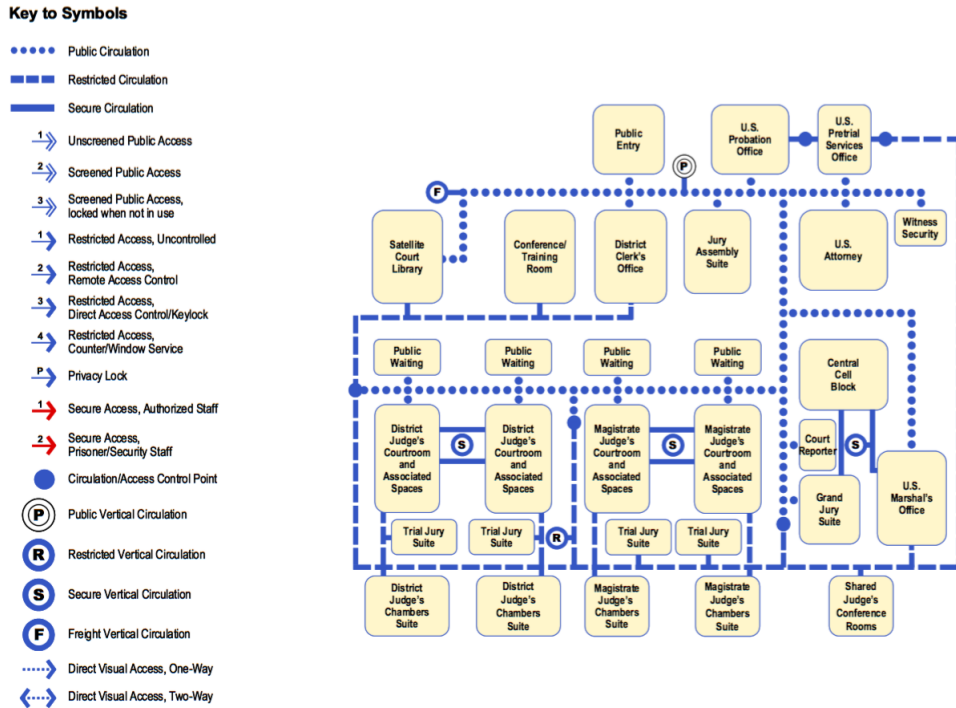 Key to Symbols
Public Circulation
Restricted Circulation
Secure Circulation
1
Unscreened Public Access
2
Screened Public Access
3
Screened Public Access,
locked when not in use
1
Restricted Access, Uncontrolled
2
Restricted Access,
Remote Access Control
3
Restricted Access,
Direct Access Control/Keylock
4
Restricted Access,
Counter/Window Service
P
Privacy Lock
1
Secure Access, Authorized Staff
2
Secure Access,
Prisoner/Security Staff
Circulation/Access Control Point
P
Public Vertical Circulation
R
Restricted Vertical Circulation
S
Secure Vertical Circulation
F
Freight Vertical Circulation
Direct Visual Access, One-Way
Direct Visual Access, Two-Way
Public
Entry
U.S.
Probation
Office
U.S.
Pretrial
Services
Office
P
F
Satellite
Court
Library
Conference/
Training
Room
District
Clerk's
Office
Jury
Assembly
Suite
U.S.
Attorney
Witness
Security
Public
Waiting
Public
Waiting
Public
Waiting
Public
Waiting
Central
Cell
Block
District
Judge's
Courtroom
and
Associated
Spaces
S
District
Judge's
Courtroom
and
Associated
Spaces
Magistrate
Judge's
Courtroom
and
Associated
Spaces
S
Magistrate
Judge's
Courtroom
and
Associated
Spaces
Court
Reporter
S
Grand
Jury
Suite
U.S.
Marshal's
Office
Trial Jury
Suite
Trial Jury
Suite
R
Trial Jury
Suite
Trial Jury
Suite
District
Judge's
Chambers
Suite
District
Judge's
Chambers
Suite
Magistrate
Judge's
Chambers
Suite
Magistrate
Judge's
Chambers
Suite
Shared
Judge's
Conference
Rooms